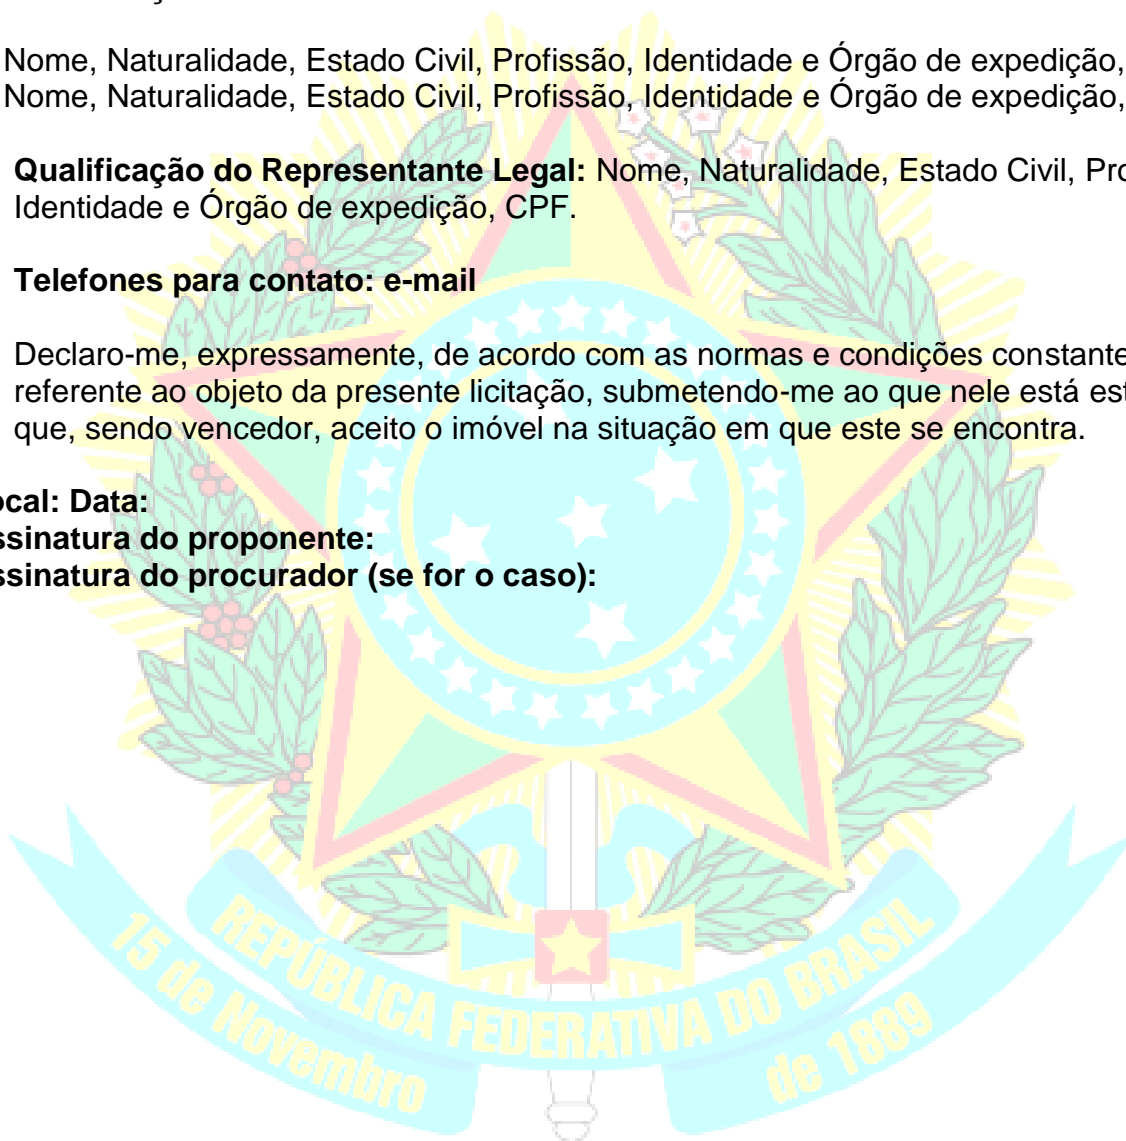 Nome, Naturalidade, Estado Civil, Profissão, Identidade e Órgão de expedição,
Nome, Naturalidade, Estado Civil, Profissão, Identidade e Órgão de expedição,
Qualificação do Representante Legal: Nome, Naturalidade, Estado Civil, Pro
Identidade e Órgão de expedição, CPF.
Telefones para contato: e-mail
Declaro-me, expressamente, de acordo com as normas e condições constante
referente ao objeto da presente licitação, submetendo-me ao que nele está est
que, sendo vencedor, aceito o imóvel na situação em que este se encontra.
ocal: Data:
ssinatura do proponente:
ssinatura do procurador (se for o caso):
REPÚBLICA FEDERATIVA DO BRASIL
15 de Novembro de 1889